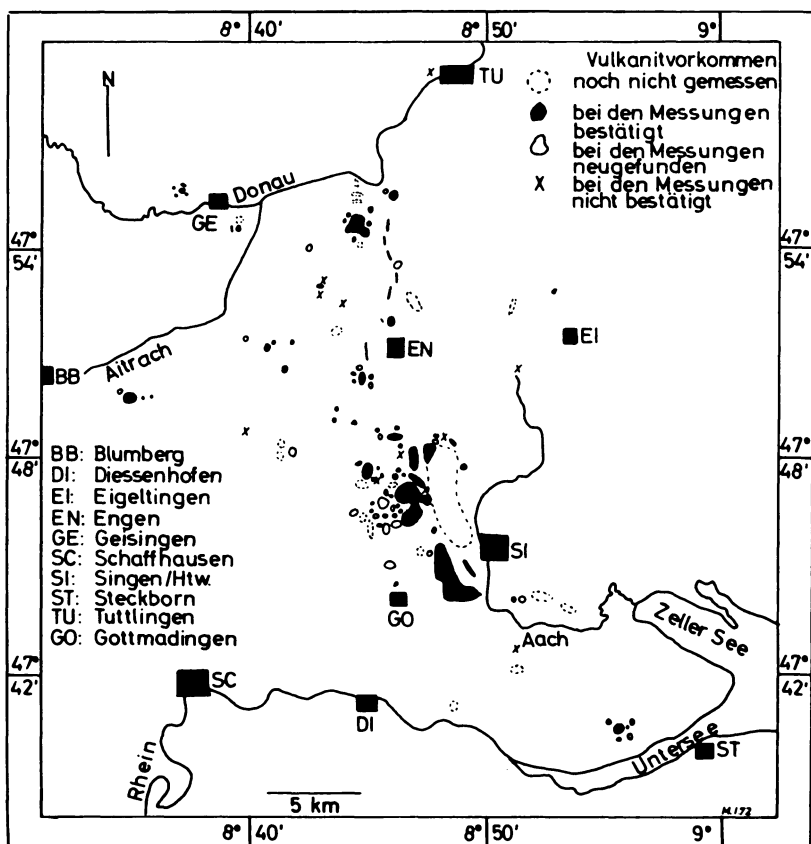 8° 40'
8° 50'
9°
N
TU
Vulkanitvorkommen
noch nicht gemessen
bei den Messungen
bestätigt
bei den Messungen
neugefunden
x bei den Messungen
nicht bestätigt
Donau
GE
47°
54'
47°
54'
EI
EN
Aitrach
BB
47°
48'
47°
48'
BB: Blumberg
DI: Diessenhofen
EI: Eigeltingen
EN: Engen
GE: Geisingen
SC: Schaffhausen
SI: Singen/Htw.
ST: Steckborn
TU: Tuttlingen
GO: Gottmadingen
SI
GO
Zeller See
Aach
47°
42'
47°
42'
SC
DI
Rhein
Untersee
ST
5 km
M.172
8° 40'
8° 50'
9°